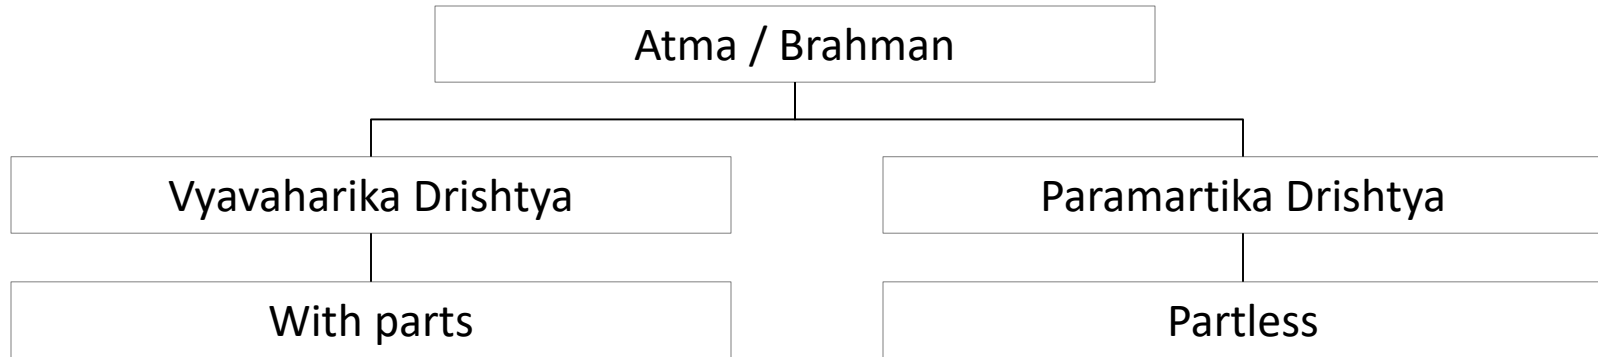 Atma / Brahman
Vyavaharika Drishtya
Paramartika Drishtya
With parts
Partless